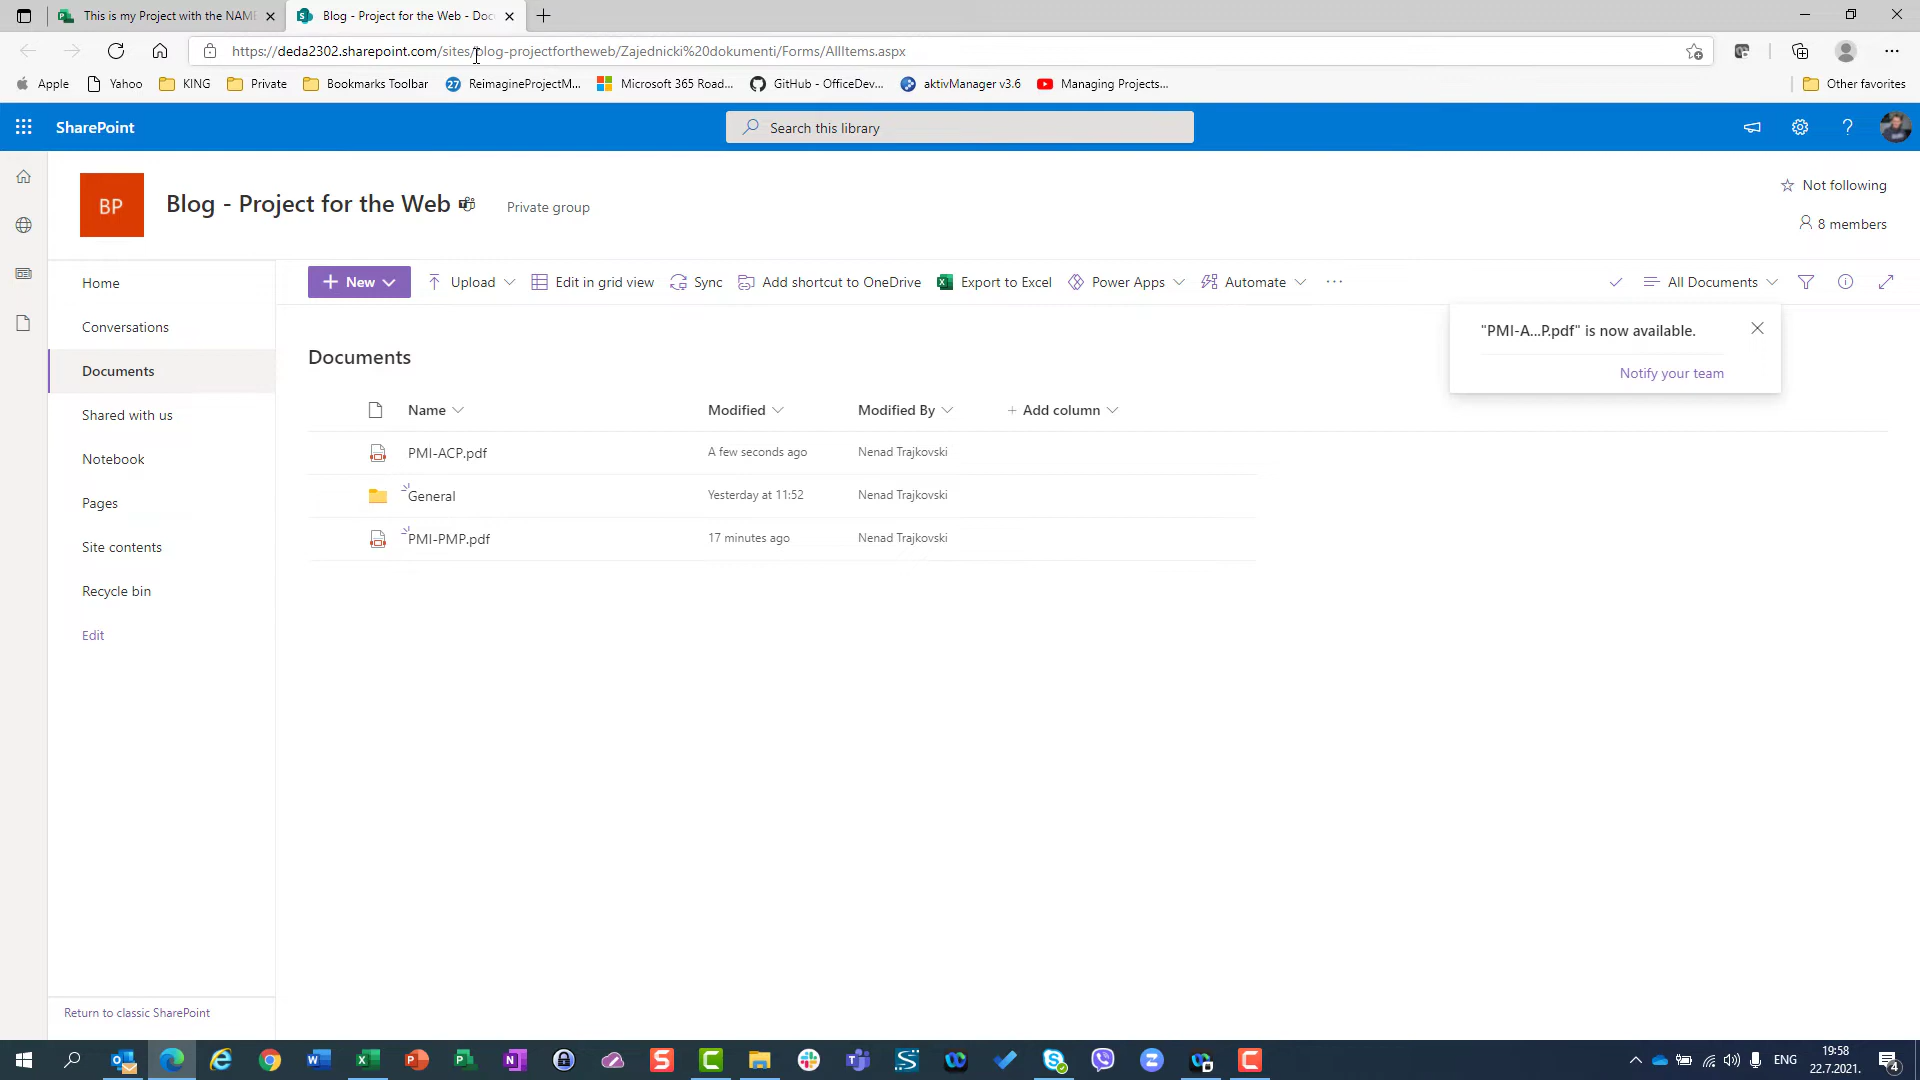 This is my Project with the NAME
Blog - Project for the Web - Doc
https://deda2302.sharepoint.com/sites/blog-projectfortheweb/Zajednicki%20dokumenti/Forms/AllItems.aspx
Apple
Yahoo
KING
Private
Bookmarks Toolbar
27
ReimagineProjectM...
Microsoft 365 Road...
GitHub - OfficeDev...
aktivManager v3.6
Managing Projects...
Other favorites
SharePoint
Search this library
BP
Blog - Project for the Web
Private group
Not following
8 members
Home
Conversations
Documents
Shared with us
Notebook
Pages
Site contents
Recycle bin
Edit
Return to classic SharePoint
New
Upload
Edit in grid view
Sync
Add shortcut to OneDrive
Export to Excel
Power Apps
Automate
All Documents
"PMI-A...P.pdf" is now available.
Notify your team
Documents
Name
Modified
Modified By
Add column
PMI-ACP.pdf
A few seconds ago
Nenad Trajkovski
General
Yesterday at 11:52
Nenad Trajkovski
PMI-PMP.pdf
17 minutes ago
Nenad Trajkovski
ENG
19:58
22.7.2021.
4